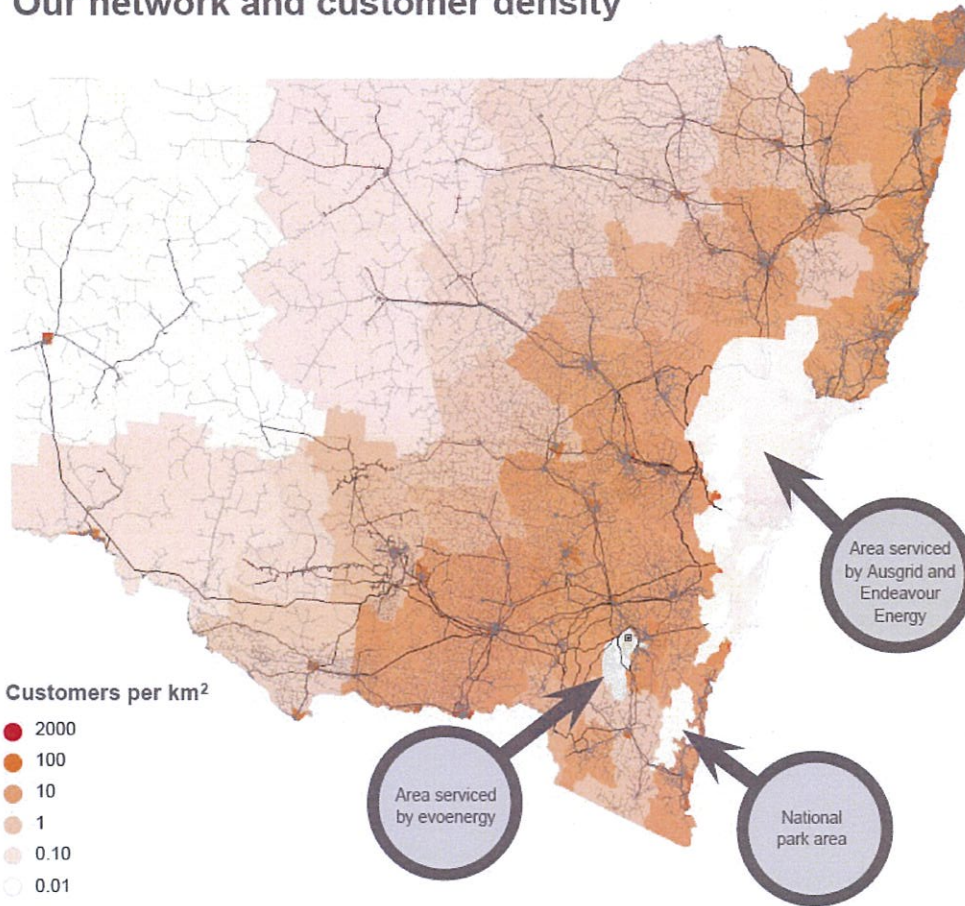 Our network and customer density
Area serviced
by Ausgrid and
Endeavour
Energy
Customers per km²
2000
100
10
1
0.10
0.01
Area serviced
by evoenergy
National
park area